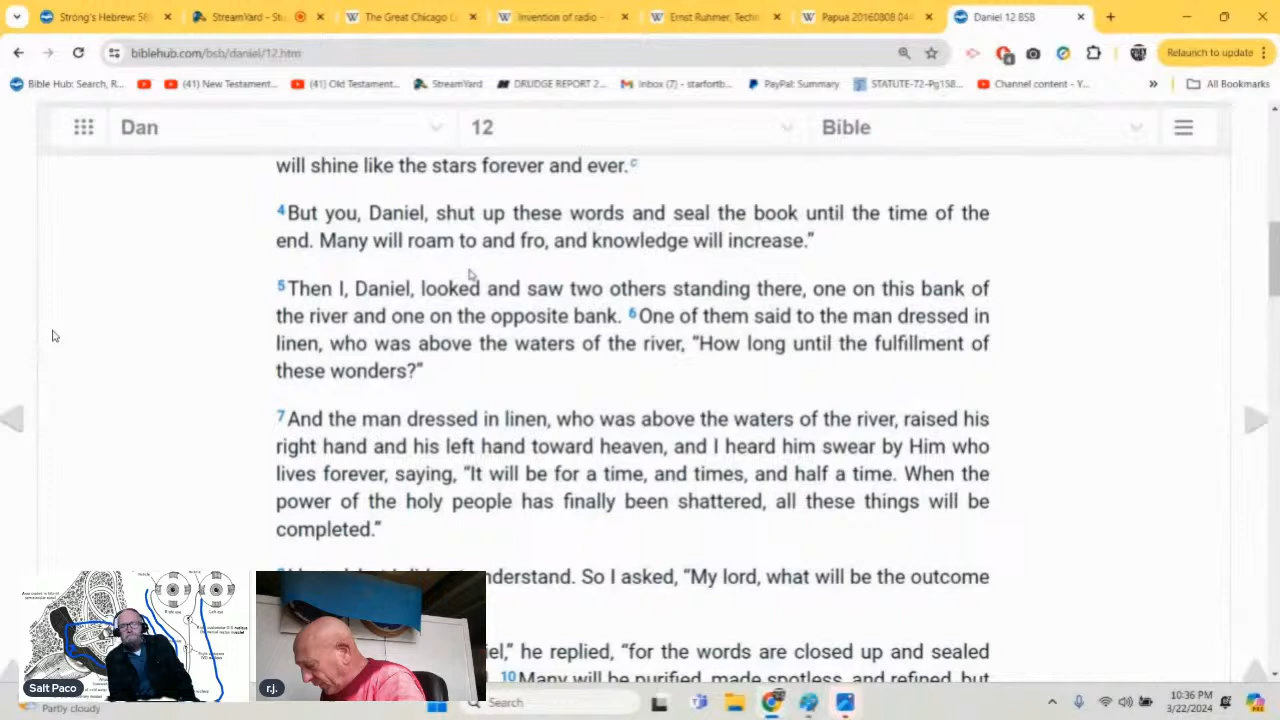 Strong's Hebrew: 58
StreamYard - Stu
The Great Chicago
Invention of radio -
Ernst Ruhmer, Techn
Papua 20160808 04
Daniel 12 BSB
biblehub.com/bsb/daniel/12.htm
Relaunch to update
Bible Hub: Search, R...
(41) New Testament...
(41) Old Testament...
StreamYard
DRUDGE REPORT 2...
Inbox (7) - starfortb...
PayPal: Summary
STATUTE-72-Pg158...
Channel content - Y...
All Bookmarks
Dan
12
Bible
will shine like the stars forever and ever.c
4But you, Daniel, shut up these words and seal the book until the time of the
end. Many will roam to and fro, and knowledge will increase.”
5Then I, Daniel, looked and saw two others standing there, one on this bank of
the river and one on the opposite bank. 6One of them said to the man dressed in
linen, who was above the waters of the river, “How long until the fulfillment of
these wonders?”
7And the man dressed in linen, who was above the waters of the river, raised his
right hand and his left hand toward heaven, and I heard him swear by Him who
lives forever, saying, “It will be for a time, and times, and half a time. When the
power of the holy people has finally been shattered, all these things will be
completed.”
nderstand. So I asked, “My lord, what will be the outcome
iel,” he replied, “for the words are closed up and sealed
10Many will be purified, made spotless, and refined, but
Right eye
Left eye
Salt Paco
r.j.
Partly cloudy
Search
10:36 PM
3/22/2024